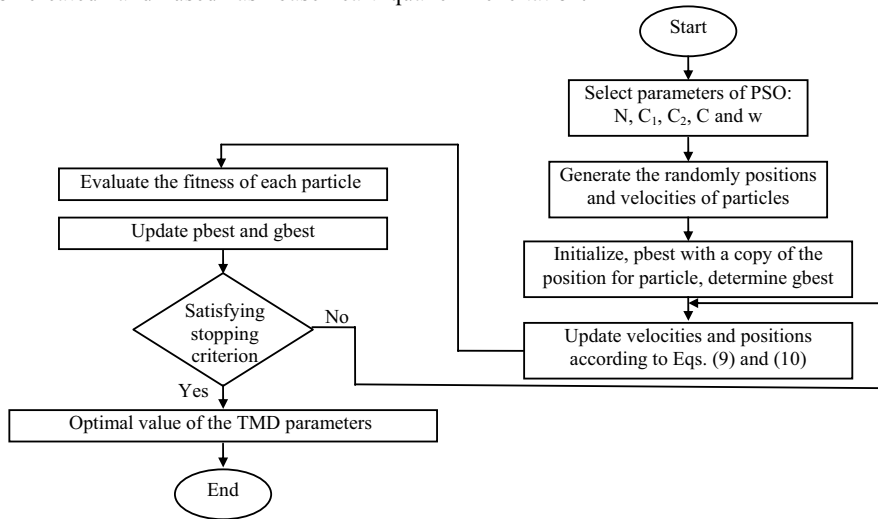 Start
Select parameters of PSO:
N, C₁, C₂, C and w
Generate the randomly positions
and velocities of particles
Initialize, pbest with a copy of the
position for particle, determine gbest
Update velocities and positions
according to Eqs. (9) and (10)
Evaluate the fitness of each particle
Update pbest and gbest
Satisfying
stopping
criterion
No
Yes
Optimal value of the TMD parameters
End